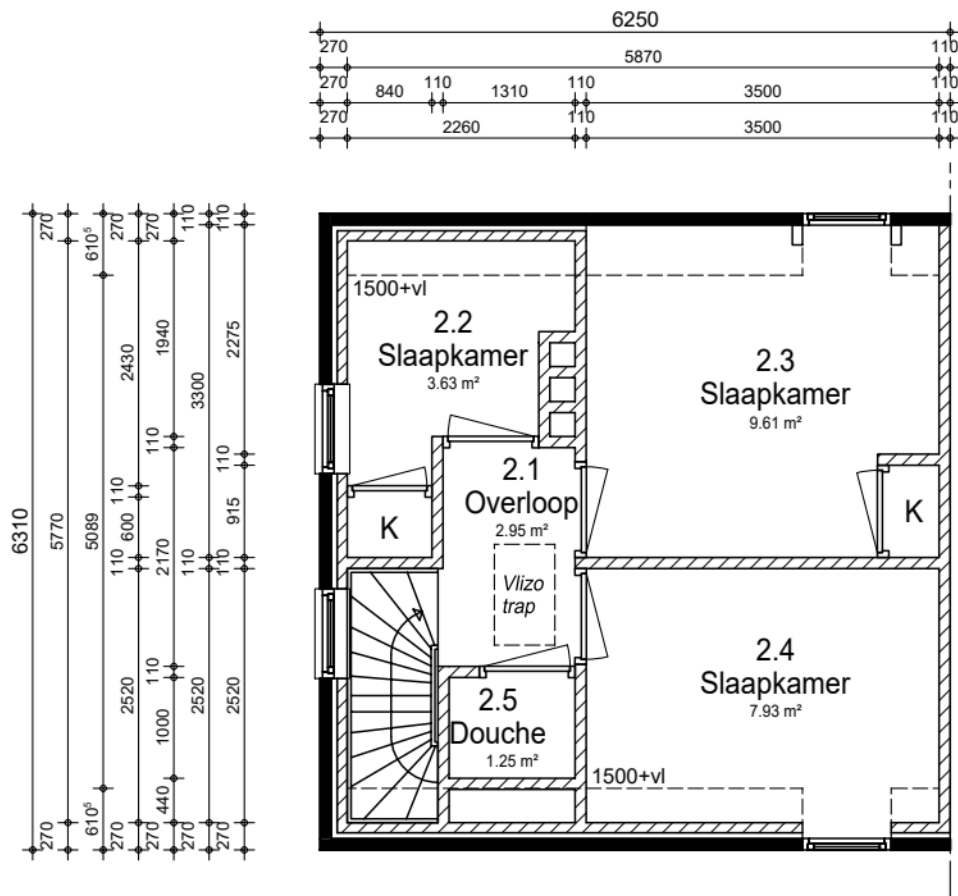 6250
270 5870 110
270 840 110 1310 110 3500 110
270 2260 110 3500 110
6310
270 5770 270
610⁵ 5089 610⁵
270 2430 110 600 110 2520 270
270 1940 110 2170 110 1000 440 270
110 3300 110 2520 270
110 2275 110 915 110 2520 270
1500+vl
2.2
Slaapkamer
3.63 m²
2.3
Slaapkamer
9.61 m²
2.1
Overloop
2.95 m²
K
K
Vlizo
trap
2.4
Slaapkamer
7.93 m²
2.5
Douche
1.25 m²
1500+vl